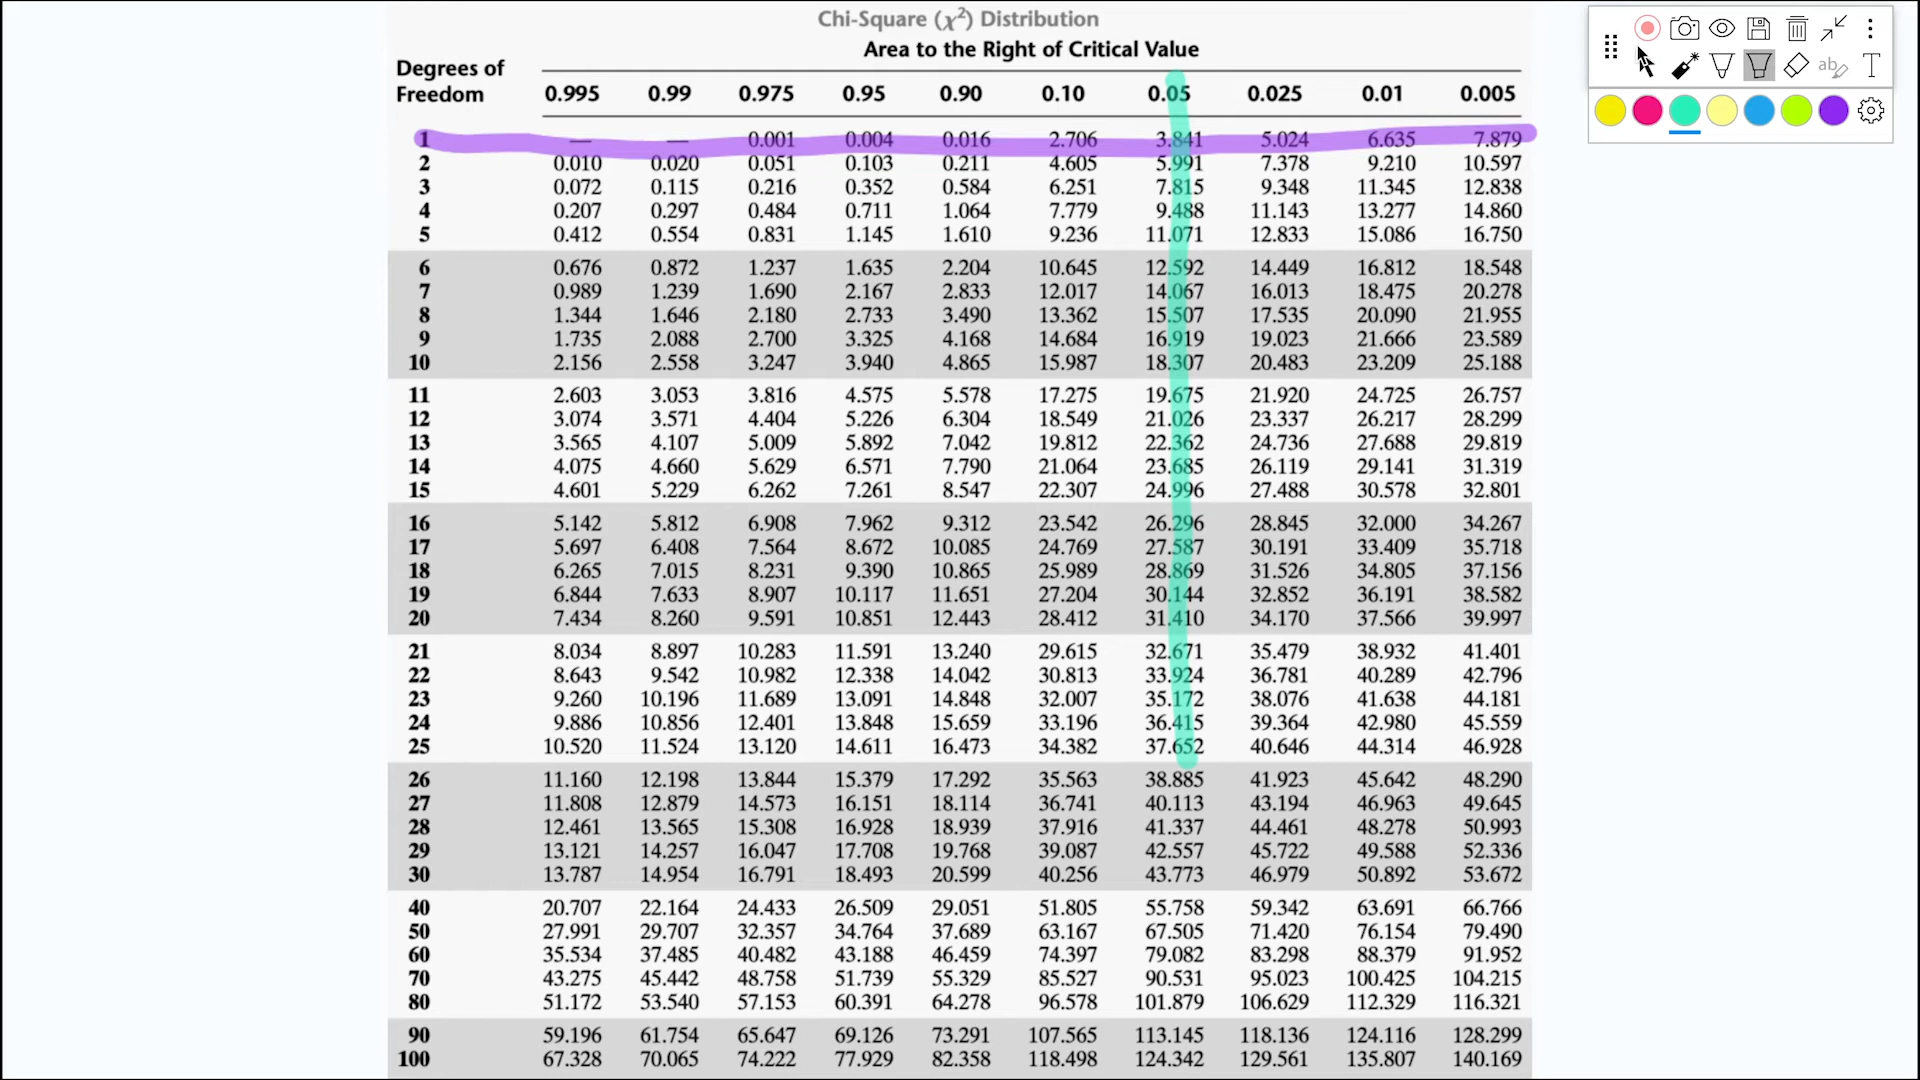 Chi-Square (χ²) Distribution
Area to the Right of Critical Value
Degrees of
Freedom 0.995 0.99 0.975 0.95 0.90 0.10 0.05 0.025 0.01 0.005
1 — — 0.001 0.004 0.016 2.706 3.841 5.024 6.635 7.879
2 0.010 0.020 0.051 0.103 0.211 4.605 5.991 7.378 9.210 10.597
3 0.072 0.115 0.216 0.352 0.584 6.251 7.815 9.348 11.345 12.838
4 0.207 0.297 0.484 0.711 1.064 7.779 9.488 11.143 13.277 14.860
5 0.412 0.554 0.831 1.145 1.610 9.236 11.071 12.833 15.086 16.750
6 0.676 0.872 1.237 1.635 2.204 10.645 12.592 14.449 16.812 18.548
7 0.989 1.239 1.690 2.167 2.833 12.017 14.067 16.013 18.475 20.278
8 1.344 1.646 2.180 2.733 3.490 13.362 15.507 17.535 20.090 21.955
9 1.735 2.088 2.700 3.325 4.168 14.684 16.919 19.023 21.666 23.589
10 2.156 2.558 3.247 3.940 4.865 15.987 18.307 20.483 23.209 25.188
11 2.603 3.053 3.816 4.575 5.578 17.275 19.675 21.920 24.725 26.757
12 3.074 3.571 4.404 5.226 6.304 18.549 21.026 23.337 26.217 28.299
13 3.565 4.107 5.009 5.892 7.042 19.812 22.362 24.736 27.688 29.819
14 4.075 4.660 5.629 6.571 7.790 21.064 23.685 26.119 29.141 31.319
15 4.601 5.229 6.262 7.261 8.547 22.307 24.996 27.488 30.578 32.801
16 5.142 5.812 6.908 7.962 9.312 23.542 26.296 28.845 32.000 34.267
17 5.697 6.408 7.564 8.672 10.085 24.769 27.587 30.191 33.409 35.718
18 6.265 7.015 8.231 9.390 10.865 25.989 28.869 31.526 34.805 37.156
19 6.844 7.633 8.907 10.117 11.651 27.204 30.144 32.852 36.191 38.582
20 7.434 8.260 9.591 10.851 12.443 28.412 31.410 34.170 37.566 39.997
21 8.034 8.897 10.283 11.591 13.240 29.615 32.671 35.479 38.932 41.401
22 8.643 9.542 10.982 12.338 14.042 30.813 33.924 36.781 40.289 42.796
23 9.260 10.196 11.689 13.091 14.848 32.007 35.172 38.076 41.638 44.181
24 9.886 10.856 12.401 13.848 15.659 33.196 36.415 39.364 42.980 45.559
25 10.520 11.524 13.120 14.611 16.473 34.382 37.652 40.646 44.314 46.928
26 11.160 12.198 13.844 15.379 17.292 35.563 38.885 41.923 45.642 48.290
27 11.808 12.879 14.573 16.151 18.114 36.741 40.113 43.194 46.963 49.645
28 12.461 13.565 15.308 16.928 18.939 37.916 41.337 44.461 48.278 50.993
29 13.121 14.257 16.047 17.708 19.768 39.087 42.557 45.722 49.588 52.336
30 13.787 14.954 16.791 18.493 20.599 40.256 43.773 46.979 50.892 53.672
40 20.707 22.164 24.433 26.509 29.051 51.805 55.758 59.342 63.691 66.766
50 27.991 29.707 32.357 34.764 37.689 63.167 67.505 71.420 76.154 79.490
60 35.534 37.485 40.482 43.188 46.459 74.397 79.082 83.298 88.379 91.952
70 43.275 45.442 48.758 51.739 55.329 85.527 90.531 95.023 100.425 104.215
80 51.172 53.540 57.153 60.391 64.278 96.578 101.879 106.629 112.329 116.321
90 59.196 61.754 65.647 69.126 73.291 107.565 113.145 118.136 124.116 128.299
100 67.328 70.065 74.222 77.929 82.358 118.498 124.342 129.561 135.807 140.169
ab T